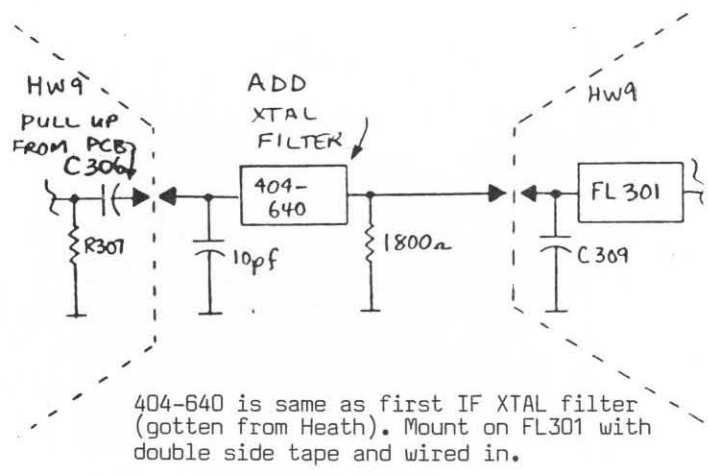 HW9
PULL UP
FROM PCB
C306
R307
ADD
XTAL
FILTER
404-
640
10pf
1800Ω
HW9
FL301
C309
404-640 is same as first IF XTAL filter
(gotten from Heath). Mount on FL301 with
double side tape and wired in.